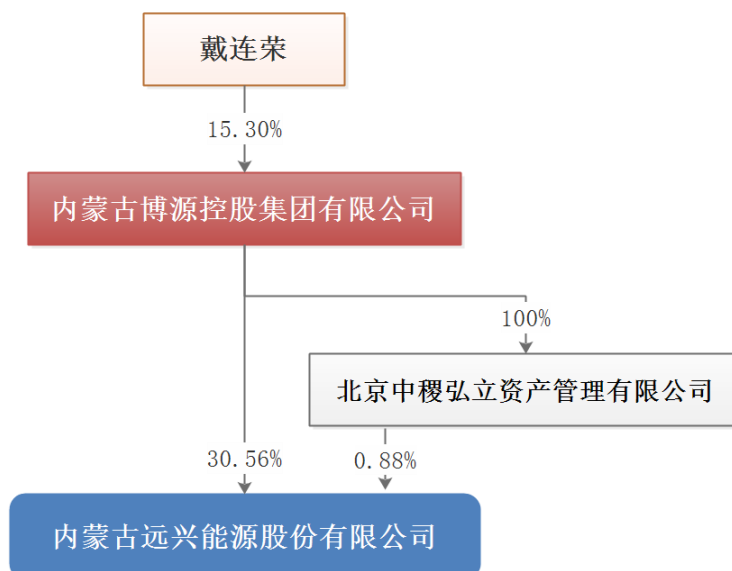 戴连荣
15.30%
内蒙古博源控股集团有限公司
100%
北京中稷弘立资产管理有限公司
30.56%
0.88%
内蒙古远兴能源股份有限公司